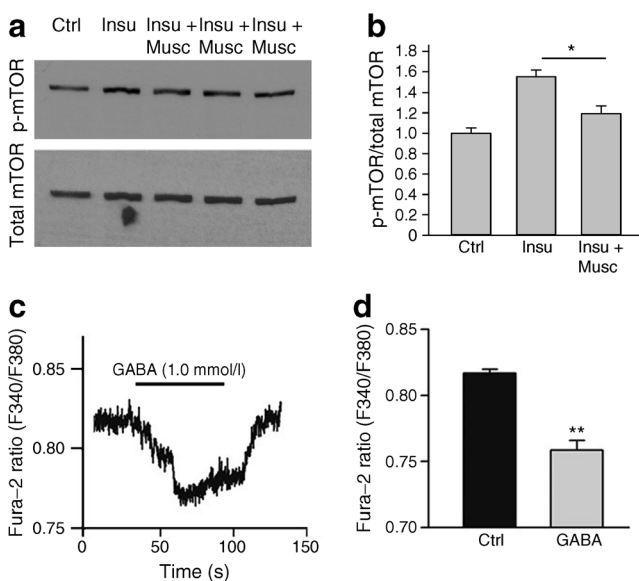 a
Ctrl Insu Insu + Insu + Insu +
Musc Musc Musc
p-mTOR
Total mTOR
b
p-mTOR/total mTOR
1.8
1.6
1.4
1.2
1.0
0.8
0.6
0.4
0.2
0
*
Ctrl Insu Insu +
Musc
c
Fura–2 ratio (F340/F380)
0.85
0.80
0.75
GABA (1.0 mmol/l)
0 50 100 150
Time (s)
d
Fura–2 ratio (F340/F380)
0.85
0.80
0.75
0.70
**
Ctrl GABA